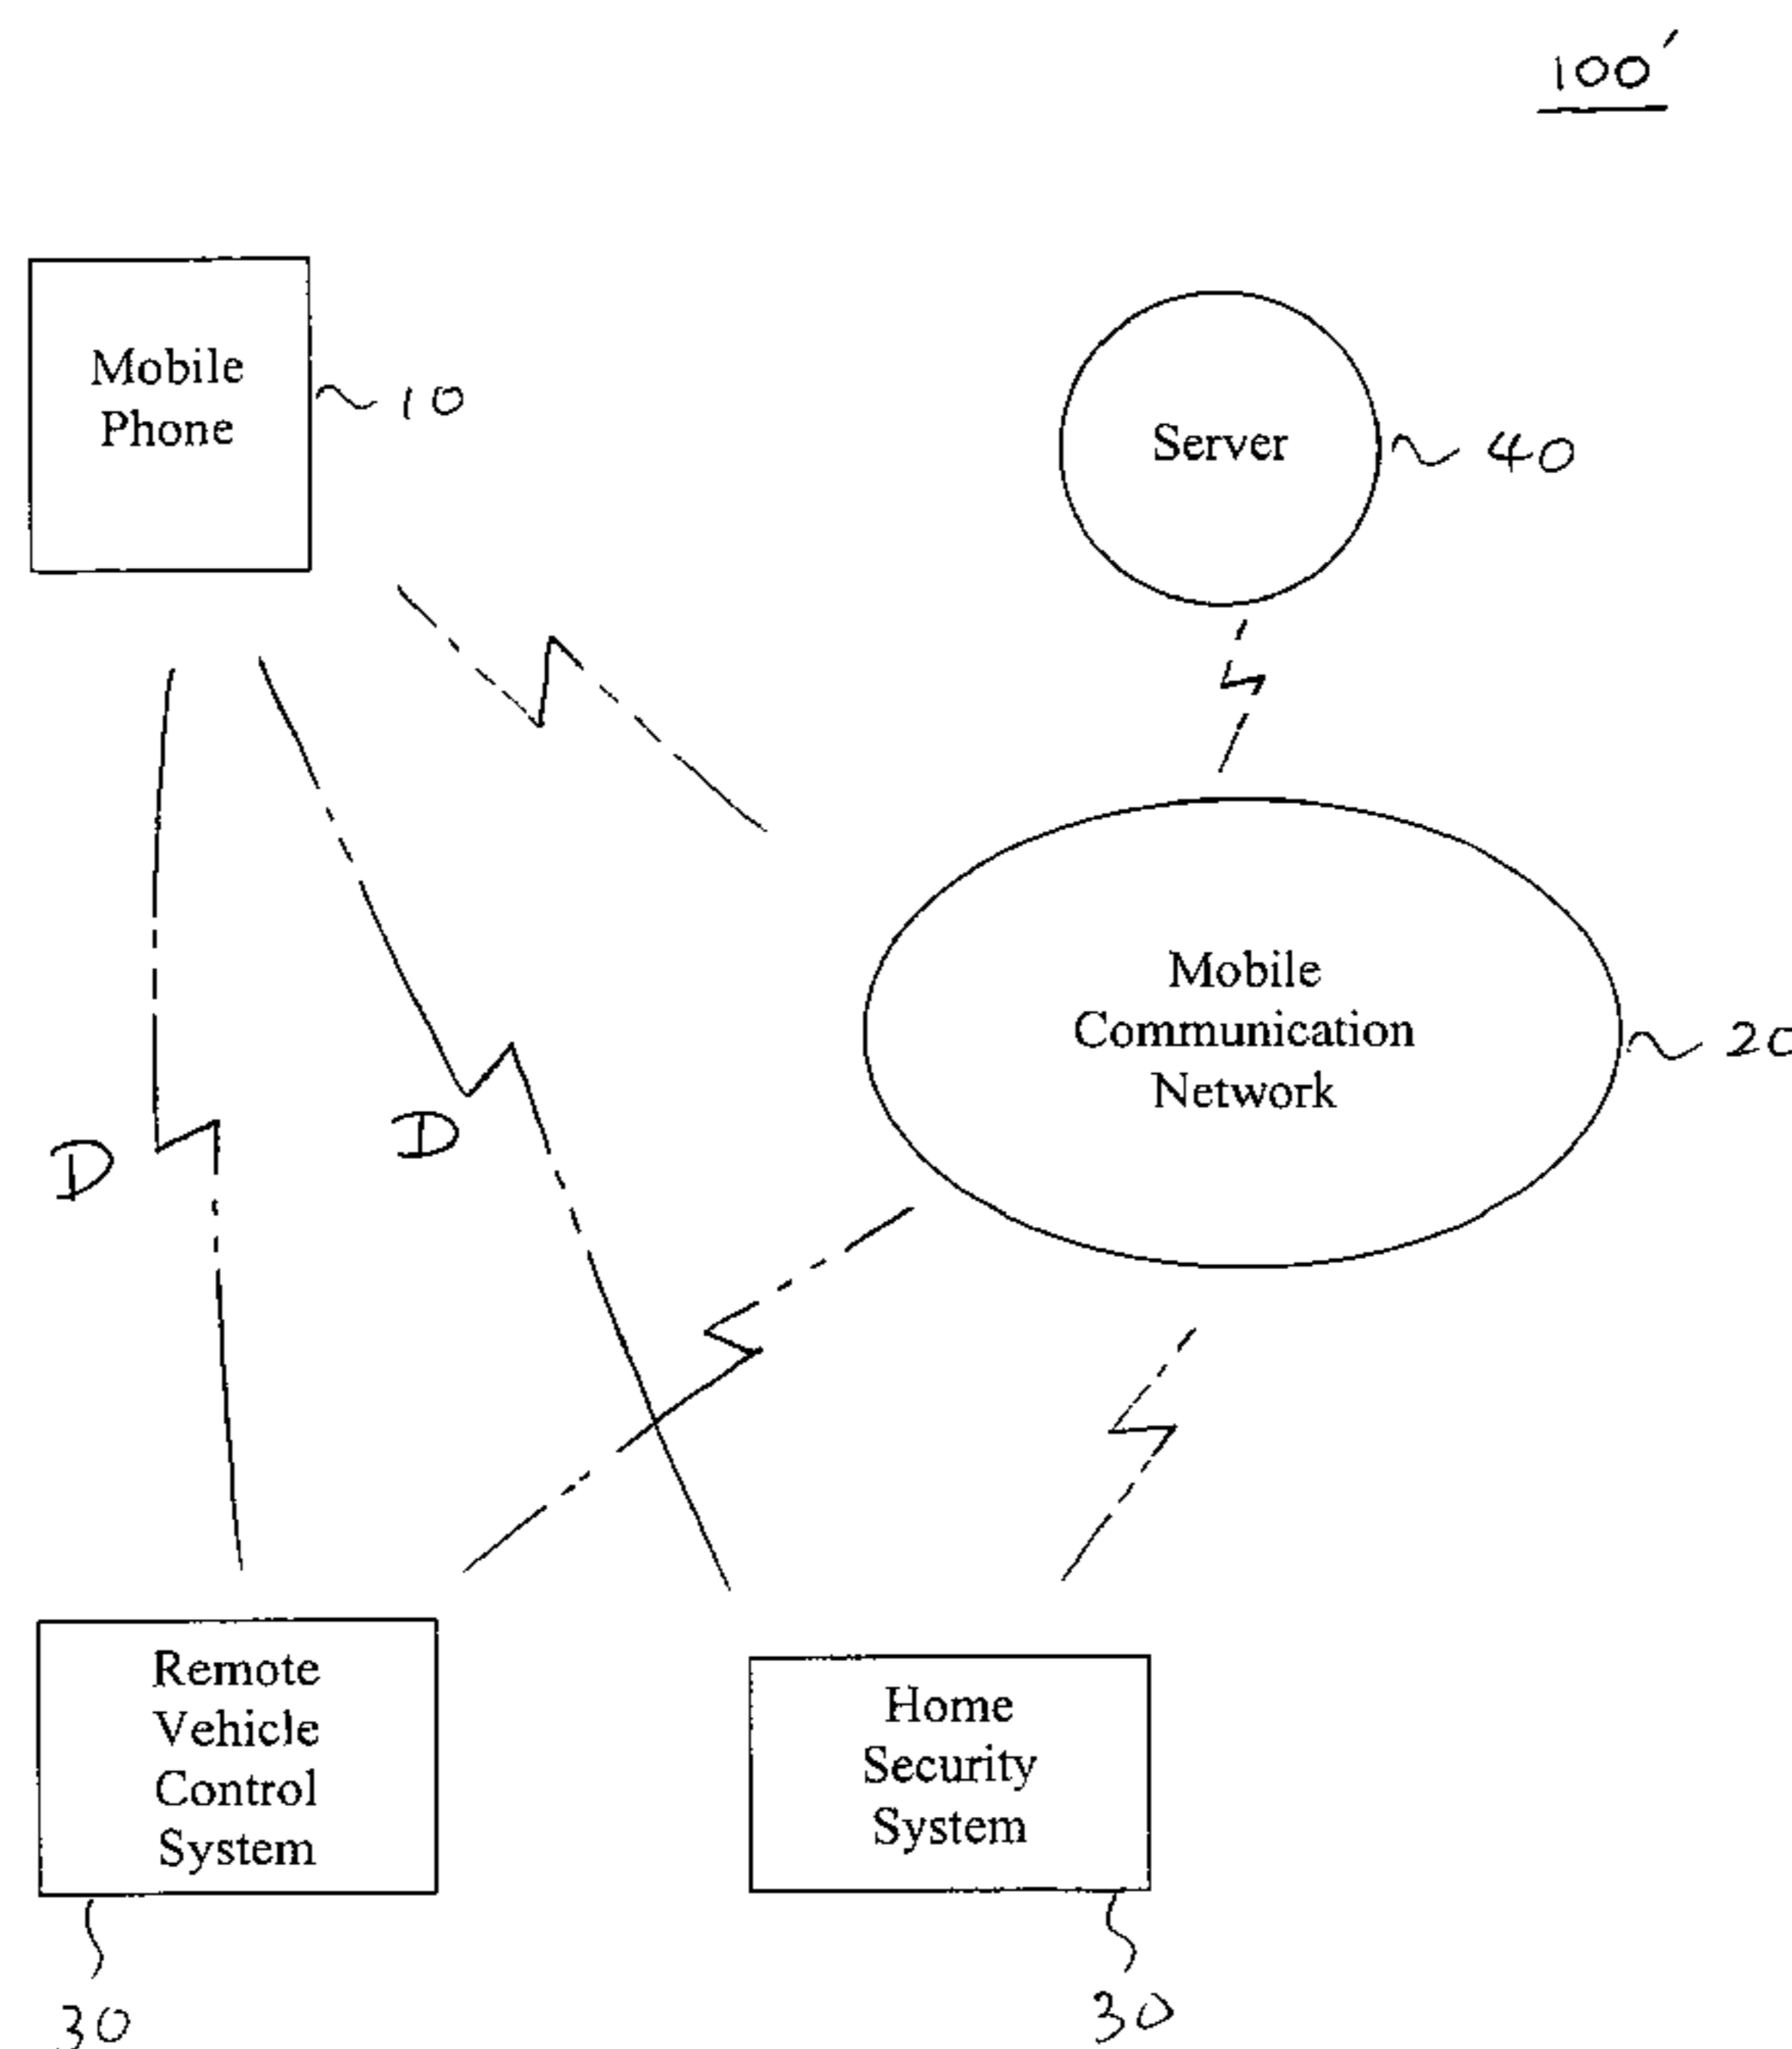 100′
Mobile
Phone
10
Server
40
Mobile
Communication
Network
20
D
D
Remote
Vehicle
Control
System
30
Home
Security
System
30